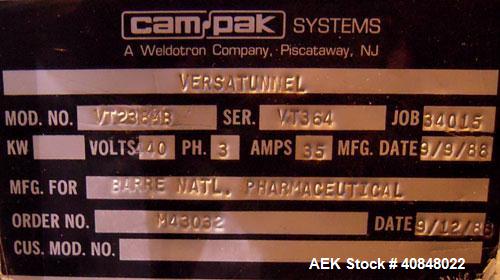 cam-pak SYSTEMS
A Weldotron Company, Piscataway, NJ
VERSATUNNEL
MOD. NO. SER. VT364 JOB 34015
KW VOLTS 440 PH. 3 AMPS 35 MFG. DATE 9/9/88
MFG. FOR BARRE NATL. PHARMACEUTICAL
ORDER NO. M43032 DATE 9/12/88
CUS. MOD. NO.
AEK Stock # 40848022